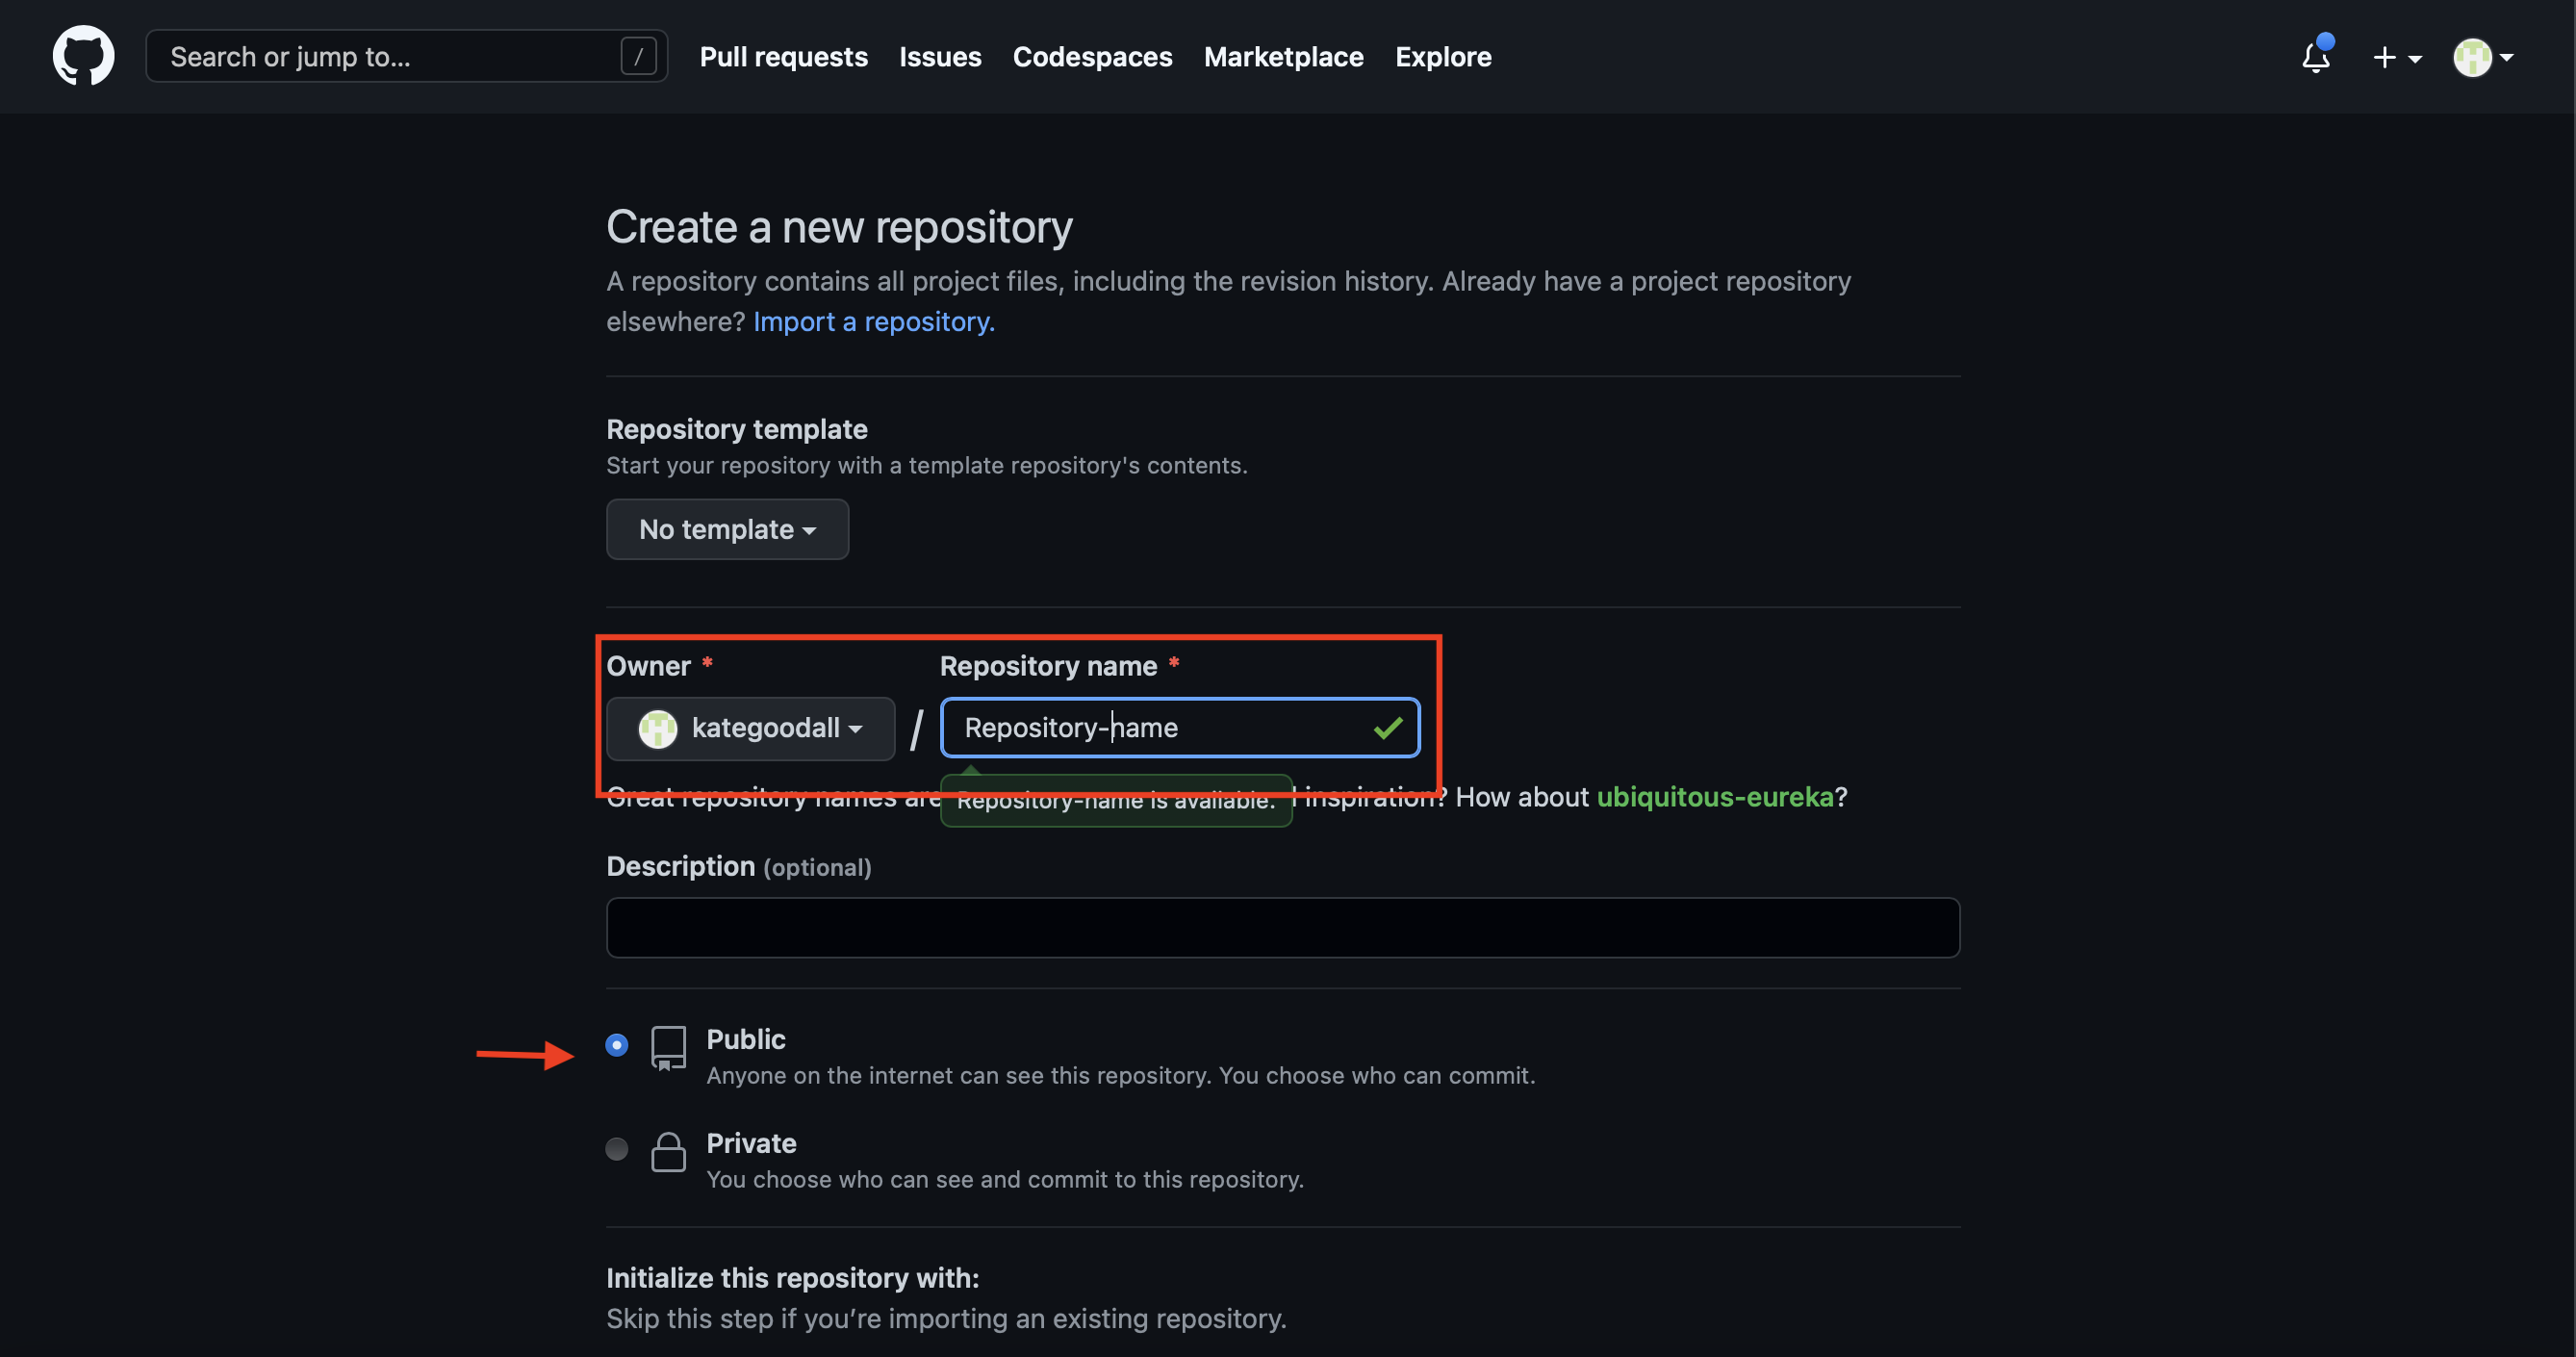 Search or jump to... /
Pull requests Issues Codespaces Marketplace Explore
Create a new repository
A repository contains all project files, including the revision history. Already have a project repository
elsewhere? Import a repository.
Repository template
Start your repository with a template repository's contents.
No template
Owner * Repository name *
kategoodall / Repository-name
Great repository names are inspiration? How about ubiquitous-eureka?
Repository-name is available.
Description (optional)
Public
Anyone on the internet can see this repository. You choose who can commit.
Private
You choose who can see and commit to this repository.
Initialize this repository with:
Skip this step if you’re importing an existing repository.